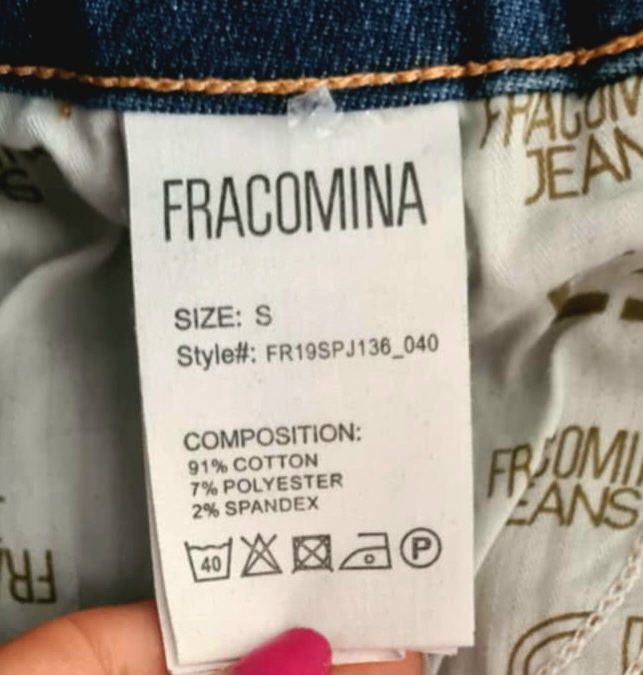 FRACOMINA
SIZE: S
Style#: FR19SPJ136_040
COMPOSITION:
91% COTTON
7% POLYESTER
2% SPANDEX
40
P